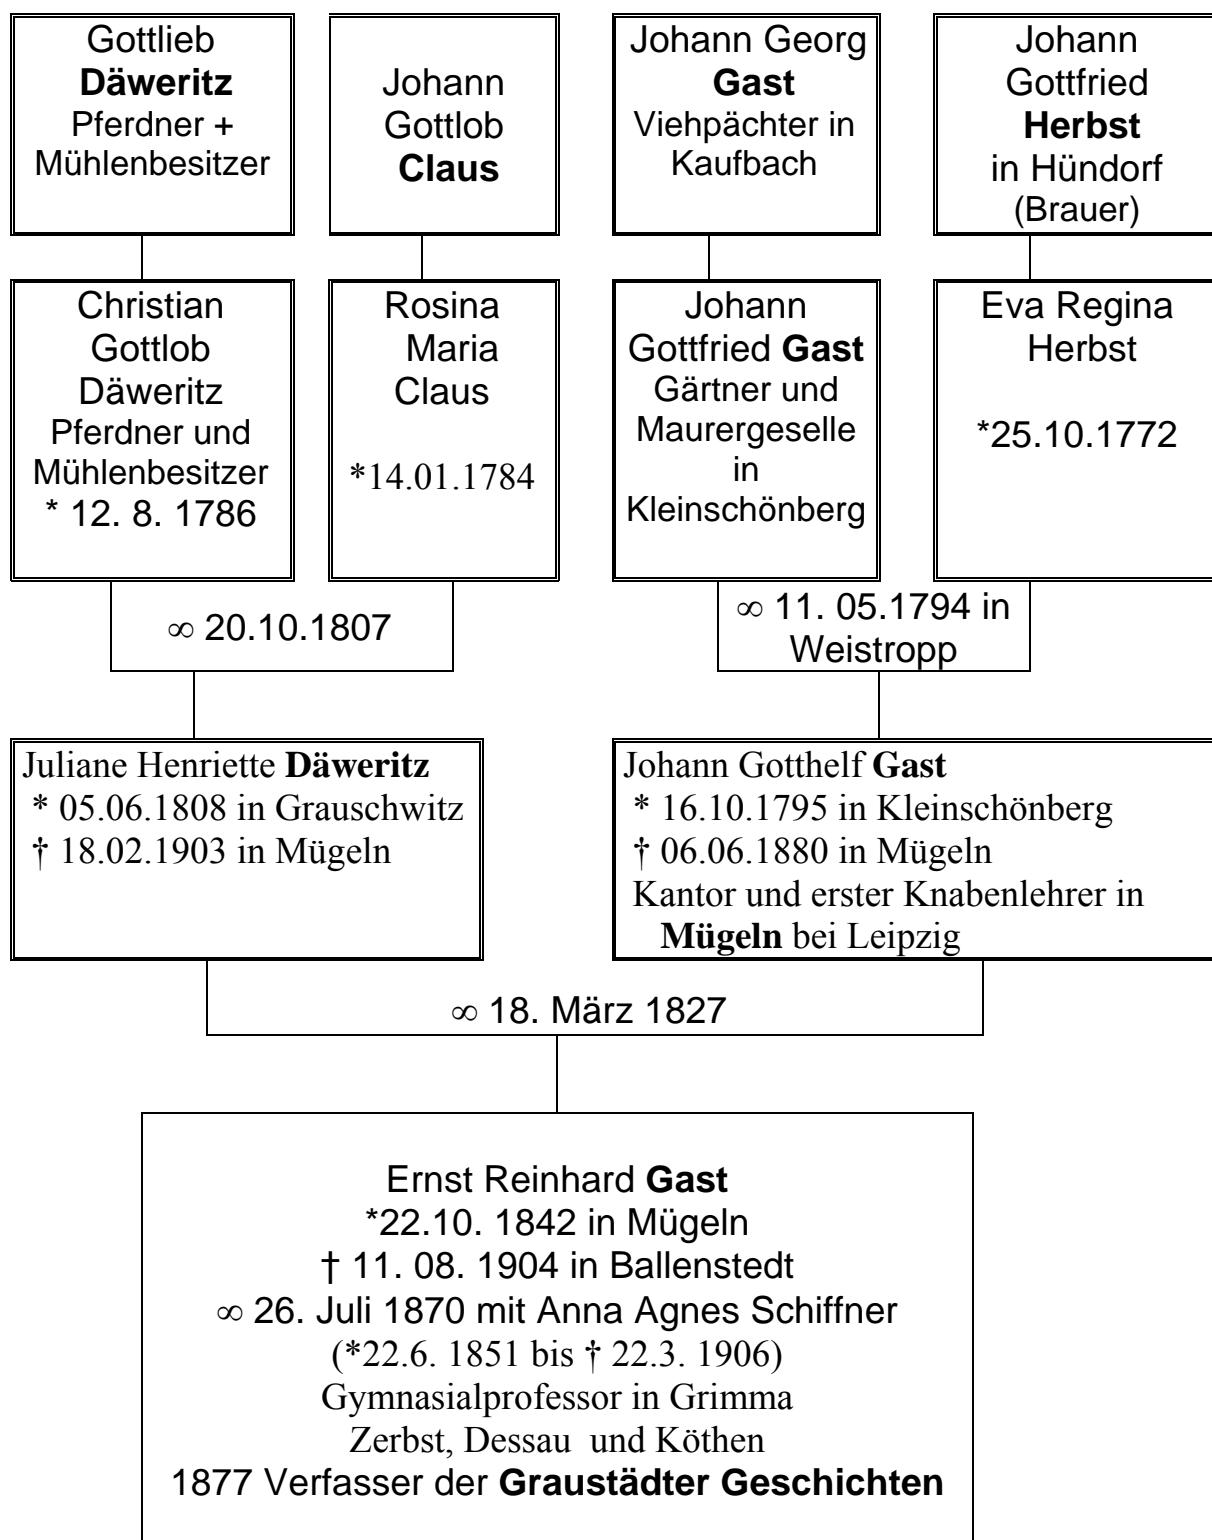 Gottlieb
Däweritz
Pferdner +
Mühlenbesitzer
Johann
Gottlob
Claus
Johann Georg
Gast
Viehpächter in
Kaufbach
Johann
Gottfried
Herbst
in Hündorf
(Brauer)
Christian
Gottlob
Däweritz
Pferdner und
Mühlenbesitzer
* 12. 8. 1786
Rosina
Maria
Claus
*14.01.1784
Johann
Gottfried Gast
Gärtner und
Maurergeselle
in
Kleinschönberg
Eva Regina
Herbst
*25.10.1772
∞ 20.10.1807
∞ 11. 05.1794 in
Weistropp
Juliane Henriette Däweritz
* 05.06.1808 in Grauschwitz
† 18.02.1903 in Mügeln
Johann Gotthelf Gast
* 16.10.1795 in Kleinschönberg
† 06.06.1880 in Mügeln
Kantor und erster Knabenlehrer in
Mügeln bei Leipzig
∞ 18. März 1827
Ernst Reinhard Gast
*22.10. 1842 in Mügeln
† 11. 08. 1904 in Ballenstedt
∞ 26. Juli 1870 mit Anna Agnes Schiffner
(*22.6. 1851 bis † 22.3. 1906)
Gymnasialprofessor in Grimma
Zerbst, Dessau und Köthen
1877 Verfasser der Graustädter Geschichten